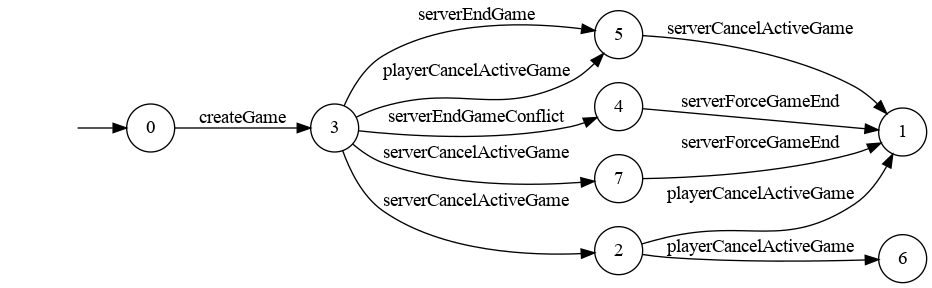 serverEndGame
5
serverCancelActiveGame
playerCancelActiveGame
serverEndGameConflict
4
serverForceGameEnd
0
createGame
3
1
serverCancelActiveGame
7
serverForceGameEnd
serverCancelActiveGame
playerCancelActiveGame
2
playerCancelActiveGame
6